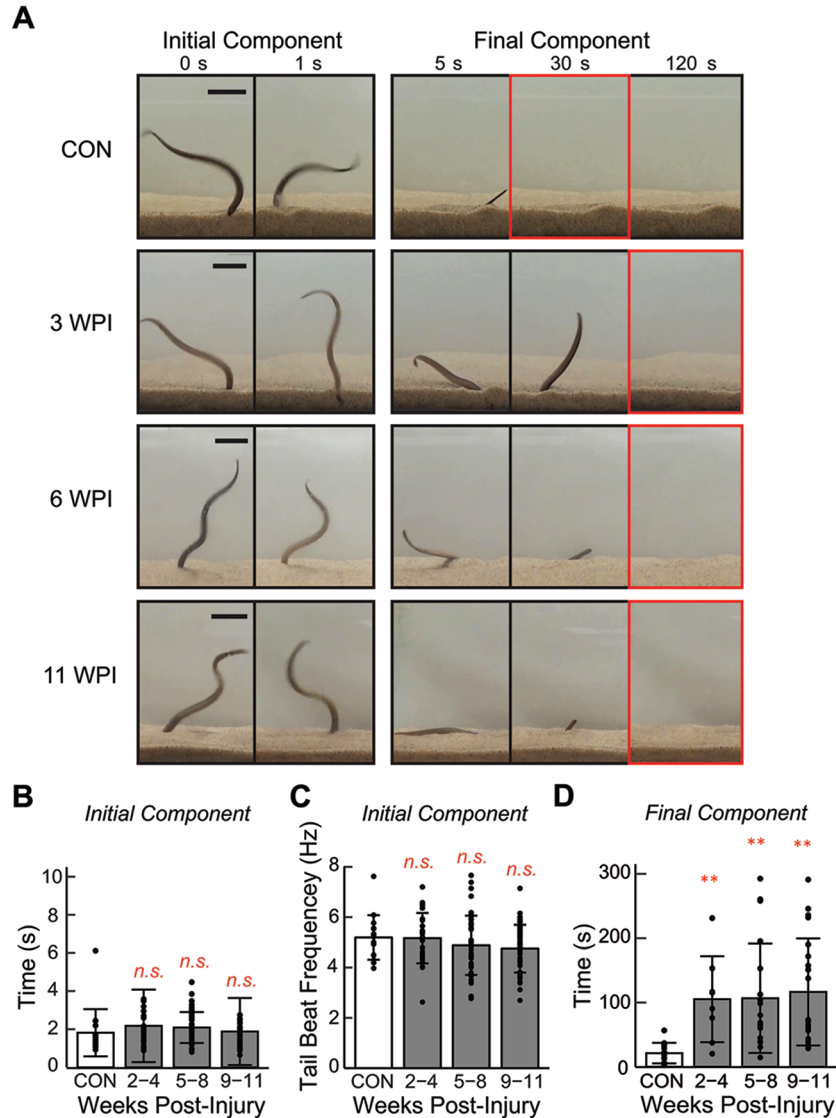 A
Initial Component
Final Component
0 s
1 s
5 s
30 s
120 s
CON
3 WPI
6 WPI
11 WPI
B
Initial Component
Time (s)
10
8
6
4
2
0
n.s.
n.s.
n.s.
CON
2–4
5–8
9–11
Weeks Post-Injury
C
Initial Component
Tail Beat Frequencey (Hz)
8
6
4
2
0
n.s.
n.s.
n.s.
CON
2–4
5–8
9–11
Weeks Post-Injury
D
Final Component
Time (s)
300
200
100
0
**
**
**
CON
2–4
5–8
9–11
Weeks Post-Injury